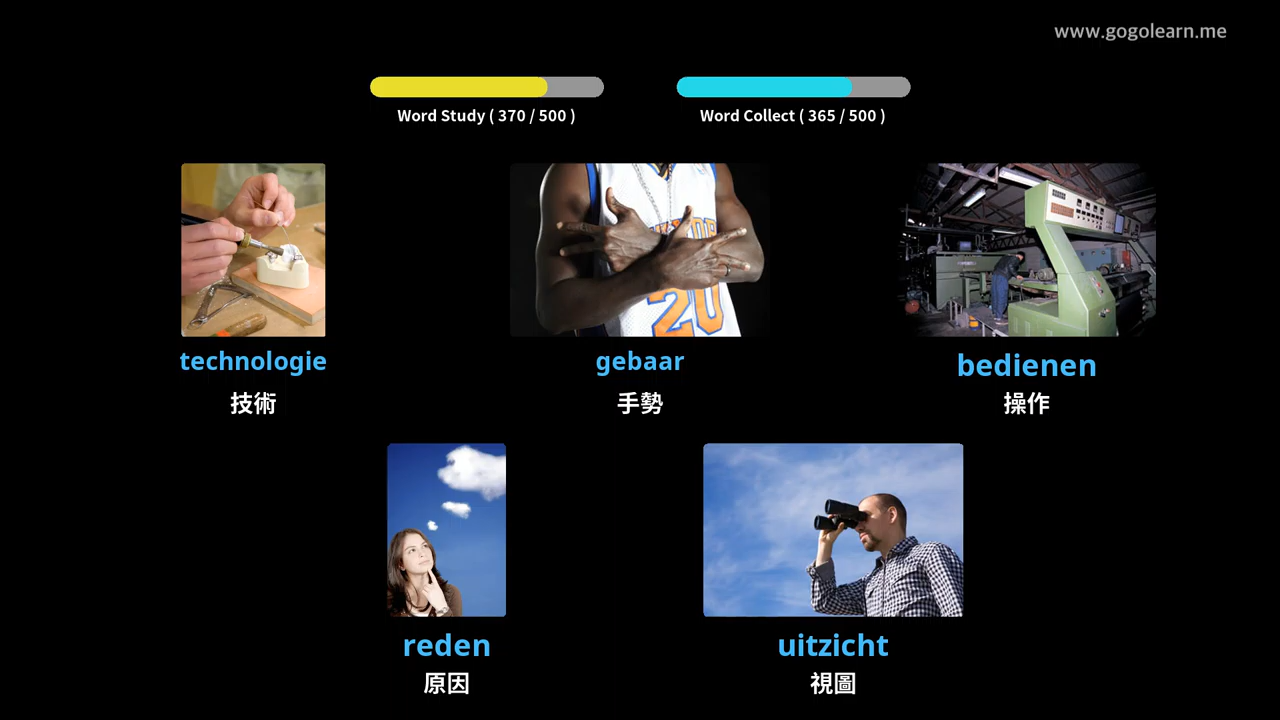 www.gogolearn.me
Word Study ( 370 / 500 )
Word Collect ( 365 / 500 )
20
technologie
gebaar
bedienen
技術
手勢
操作
reden
uitzicht
原因
視圖